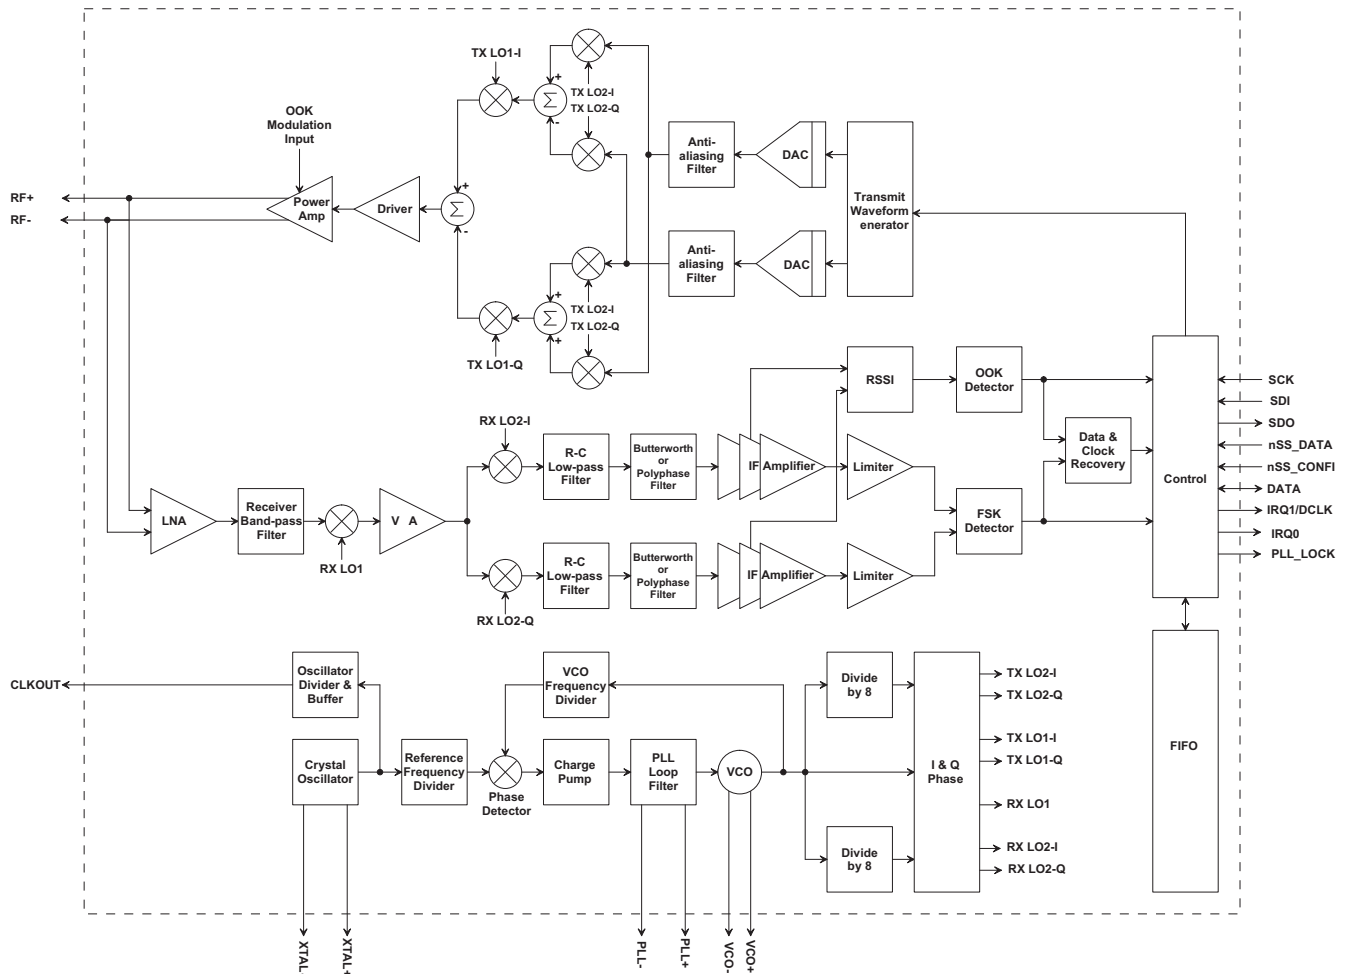 TX LO1-I
+
Σ
-
TX LO2-I
TX LO2-Q
OOK
Modulation
Input
Anti-
aliasing
Filter
DAC
RF+
RF-
Power
Amp
Driver
+
Σ
-
Transmit
Waveform
enerator
Anti-
aliasing
Filter
DAC
+
Σ
+
TX LO2-I
TX LO2-Q
TX LO1-Q
RSSI
OOK
Detector
SCK
SDI
SDO
nSS_DATA
nSS_CONFI
DATA
IRQ1/DCLK
IRQ0
PLL_LOCK
RX LO2-I
R-C
Low-pass
Filter
Butterworth
or
Polyphase
Filter
IF Amplifier
Limiter
Data &
Clock
Recovery
Control
LNA
Receiver
Band-pass
Filter
RX LO1
V A
FSK
Detector
R-C
Low-pass
Filter
Butterworth
or
Polyphase
Filter
IF Amplifier
Limiter
RX LO2-Q
CLKOUT
Oscillator
Divider &
Buffer
VCO
Frequency
Divider
Divide
by 8
TX LO2-I
TX LO2-Q
TX LO1-I
TX LO1-Q
RX LO1
RX LO2-I
RX LO2-Q
Crystal
Oscillator
Reference
Frequency
Divider
Phase
Detector
Charge
Pump
PLL
Loop
Filter
VCO
I & Q
Phase
FIFO
Divide
by 8
XTAL-
XTAL+
PLL-
PLL+
VCO-
VCO+